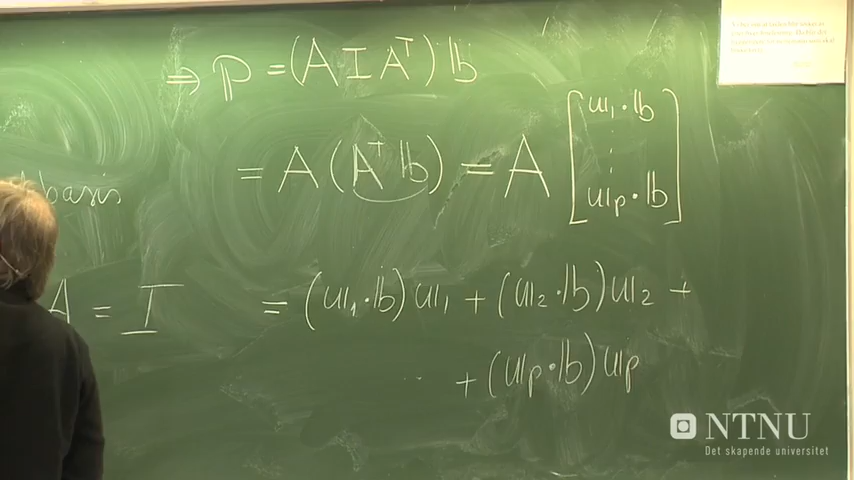 ⇒ p = (A I Aᵀ) b
= A (Aᵀ b) = A [u₁ · b ⋮ uₚ · b]
basis
A = I
= (u₁ · b) u₁ + (u₂ · b) u₂ +
+ (uₚ · b) uₚ
NTNU
Det skapende universitet